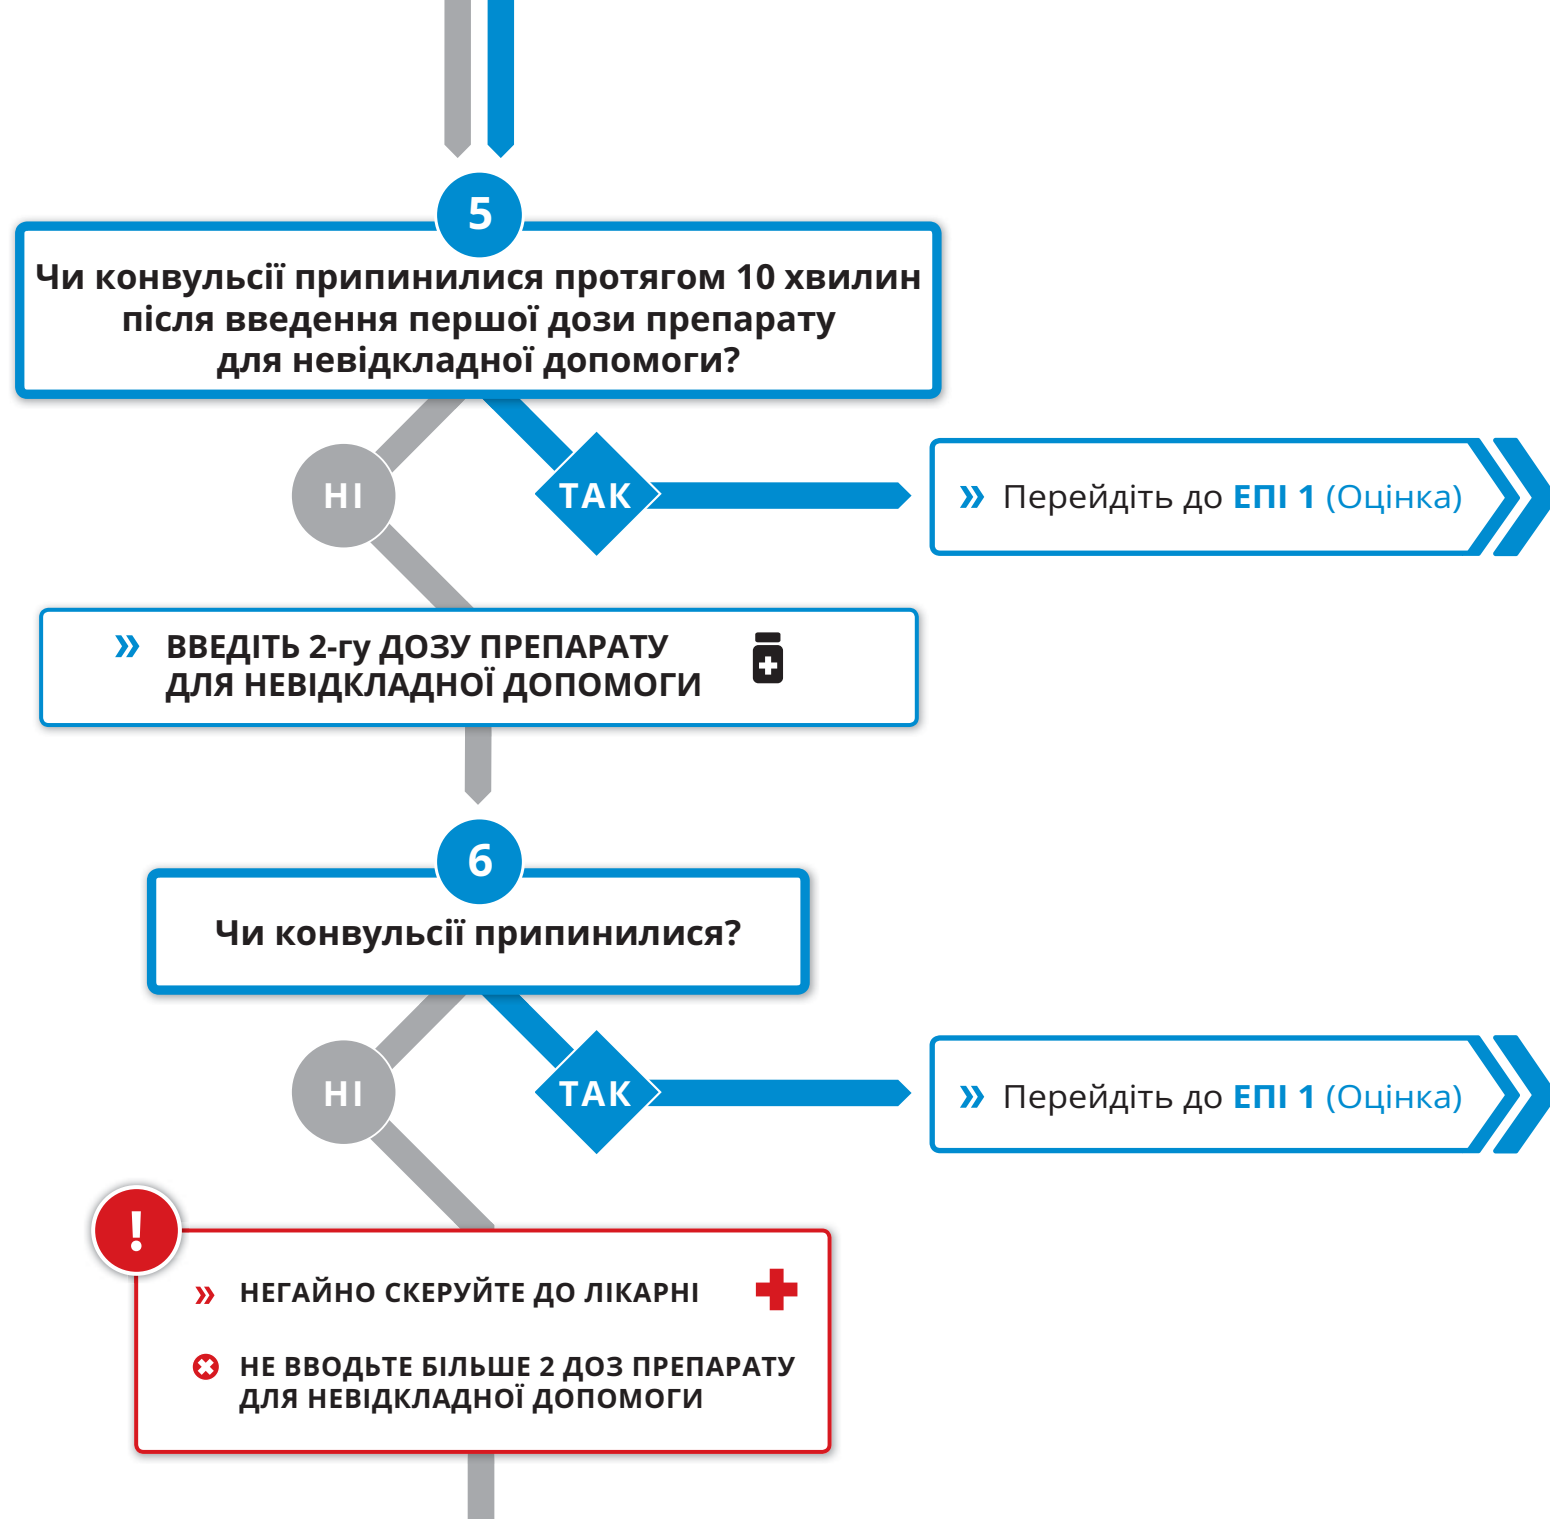 5
Чи конвульсії припинилися протягом 10 хвилин
після введення першої дози препарату
для невідкладної допомоги?
НІ
ТАК
» Перейдіть до ЕПІ 1 (Оцінка)
» ВВЕДІТЬ 2-гу ДОЗУ ПРЕПАРАТУ
ДЛЯ НЕВІДКЛАДНОЇ ДОПОМОГИ
6
Чи конвульсії припинилися?
НІ
ТАК
» Перейдіть до ЕПІ 1 (Оцінка)
!
» НЕГАЙНО СКЕРУЙТЕ ДО ЛІКАРНІ
НЕ ВВОДЬТЕ БІЛЬШЕ 2 ДОЗ ПРЕПАРАТУ
ДЛЯ НЕВІДКЛАДНОЇ ДОПОМОГИ